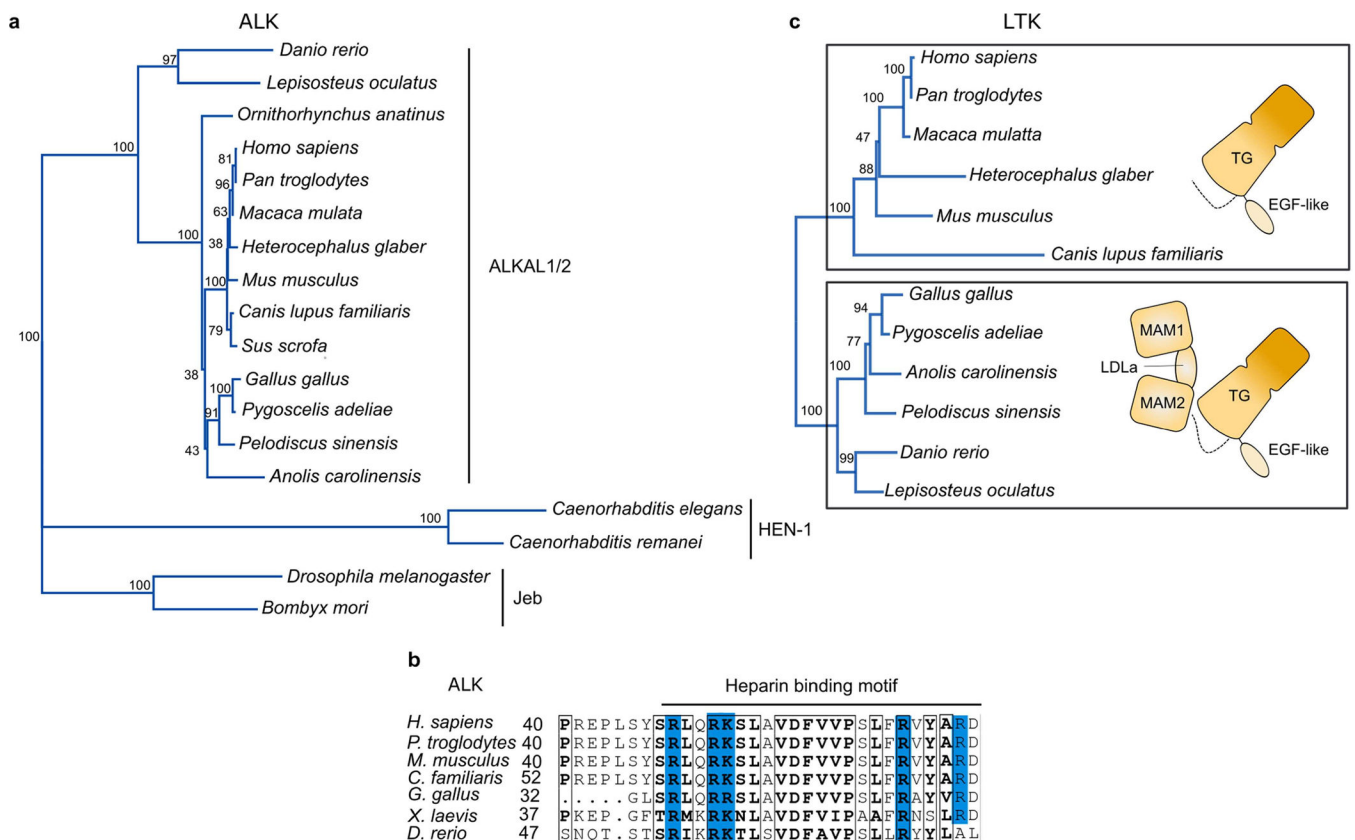 a
ALK
97
Danio rerio
Lepisosteus oculatus
100
Ornithorhynchus anatinus
Homo sapiens
81
Pan troglodytes
96
Macaca mulata
63
100
38
Heterocephalus glaber
Mus musculus
100
Canis lupus familiaris
79
Sus scrofa
38
Gallus gallus
100
Pygoscelis adeliae
91
Pelodiscus sinensis
43
Anolis carolinensis
ALKAL1/2
100
Caenorhabditis elegans
100
Caenorhabditis remanei
HEN-1
Drosophila melanogaster
100
Bombyx mori
Jeb
c
LTK
Homo sapiens
100
Pan troglodytes
100
Macaca mulatta
47
Heterocephalus glaber
88
Mus musculus
100
Canis lupus familiaris
TG
EGF-like
Gallus gallus
94
Pygoscelis adeliae
77
Anolis carolinensis
100
Pelodiscus sinensis
100
Danio rerio
99
Lepisosteus oculatus
MAM1
LDLa
MAM2
TG
EGF-like
b
ALK
Heparin binding motif
H. sapiens 40 PREPLSYSRLQRKSLAVDFVVPSLFRVYARD
P. troglodytes 40 PREPLSYSRLQRKSLAVDFVVPSLFRVYARD
M. musculus 40 PREPLSYSRLQRKSLAVDFVVPSLFRVYARD
C. familiaris 52 PREPLSYSRLQRKSLAVDFVVPSLFRVYARD
G. gallus 32 .....GLSRLQRRSLAVDFVVPSLFRAYVRD
X. laevis 37 PKEP.GFTRMKRKNLAVDFVIPAAFRNSLRD
D. rerio 47 SNQT.STSRIKRKTLSVDFAVPSLLRYYLAL